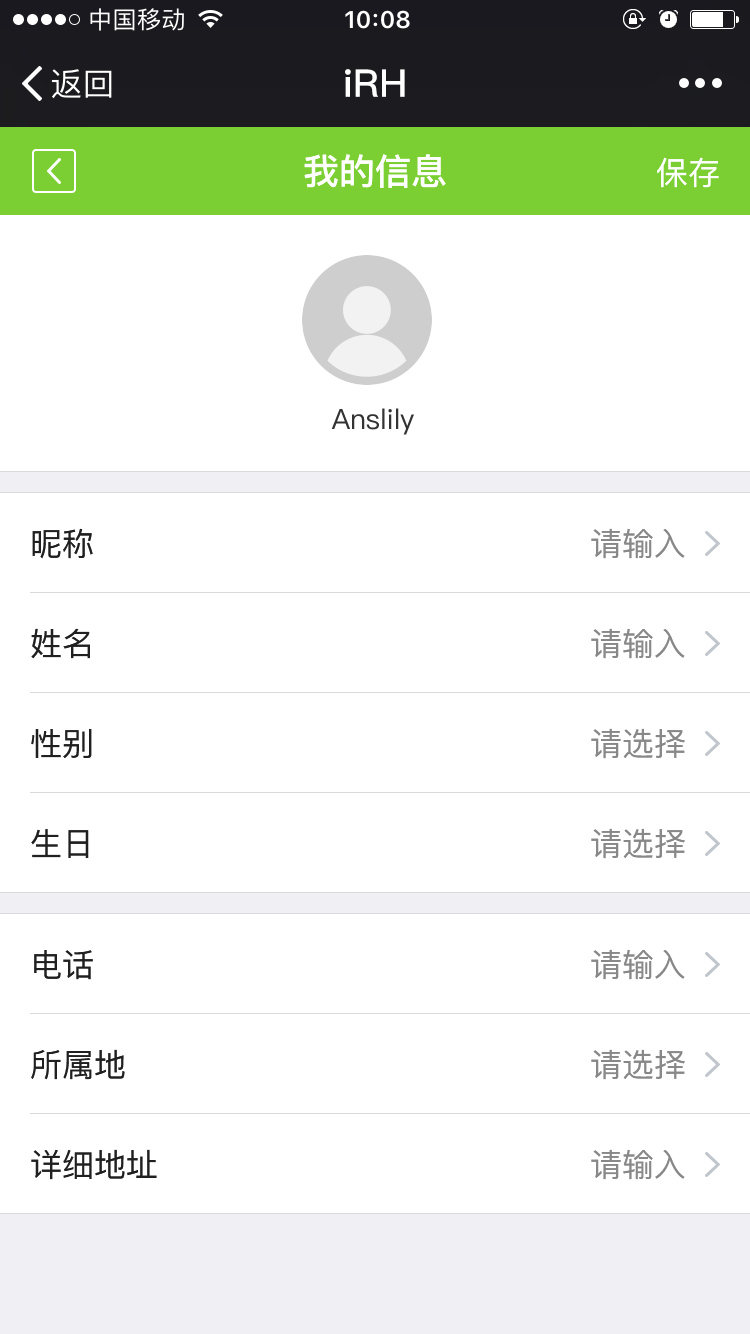 中国移动 10:08
返回 iRH
我的信息 保存
Anslily
昵称 请输入
姓名 请输入
性别 请选择
生日 请选择
电话 请输入
所属地 请选择
详细地址 请输入